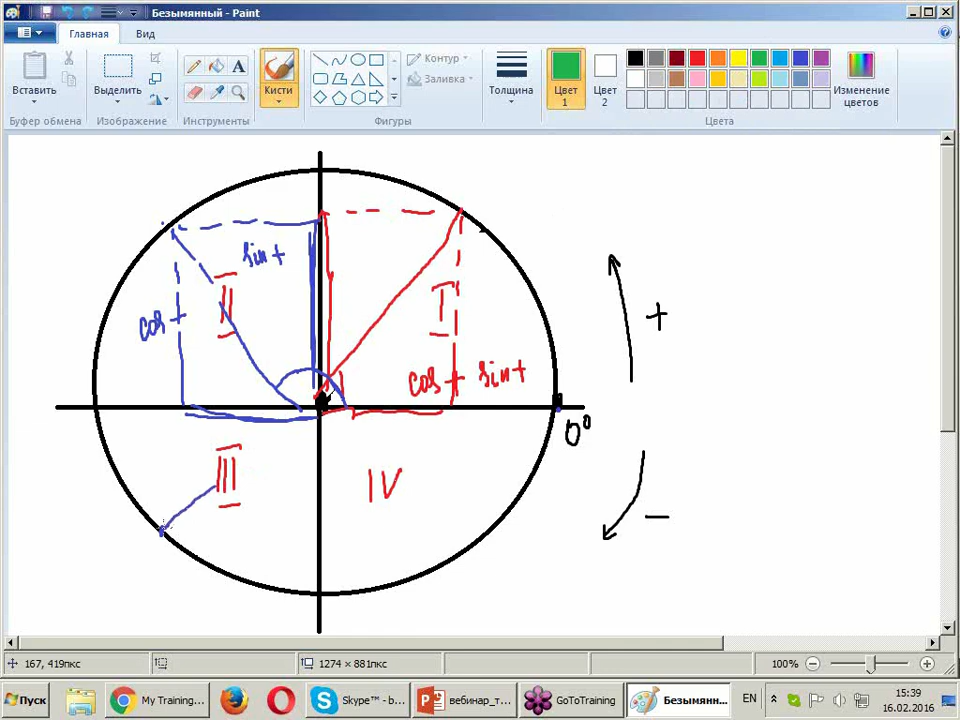 Безымянный - Paint
Главная
Вид
Вставить
Выделить
Кисти
Контур
Заливка
Толщина
Цвет 1
Цвет 2
Изменение цветов
Буфер обмена
Изображение
Инструменты
Фигуры
Цвета
sin+
II
I
+
cos+
cos+ sin+
0°
III
IV
−
167, 419пкс
1274 × 881пкс
100%
Пуск
My Training...
Skype™ - b...
вебинар_т...
GoToTraining
Безымянн...
EN
15:39
16.02.2016